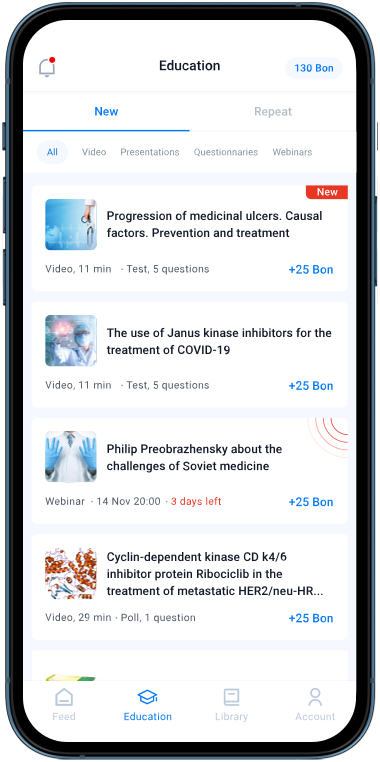 Education
130 Bon
New
Repeat
All
Video
Presentations
Questionnaries
Webinars
New
Progression of medicinal ulcers. Causal
factors. Prevention and treatment
Video, 11 min · Test, 5 questions
+25 Bon
The use of Janus kinase inhibitors for the
treatment of COVID-19
Video, 11 min · Test, 5 questions
+25 Bon
Philip Preobrazhensky about the
challenges of Soviet medicine
Webinar · 14 Nov 20:00 · 3 days left
+25 Bon
Cyclin-dependent kinase CD k4/6
inhibitor protein Ribociclib in the
treatment of metastatic HER2/neu-HR...
Video, 29 min · Poll, 1 question
+25 Bon
Feed
Education
Library
Account